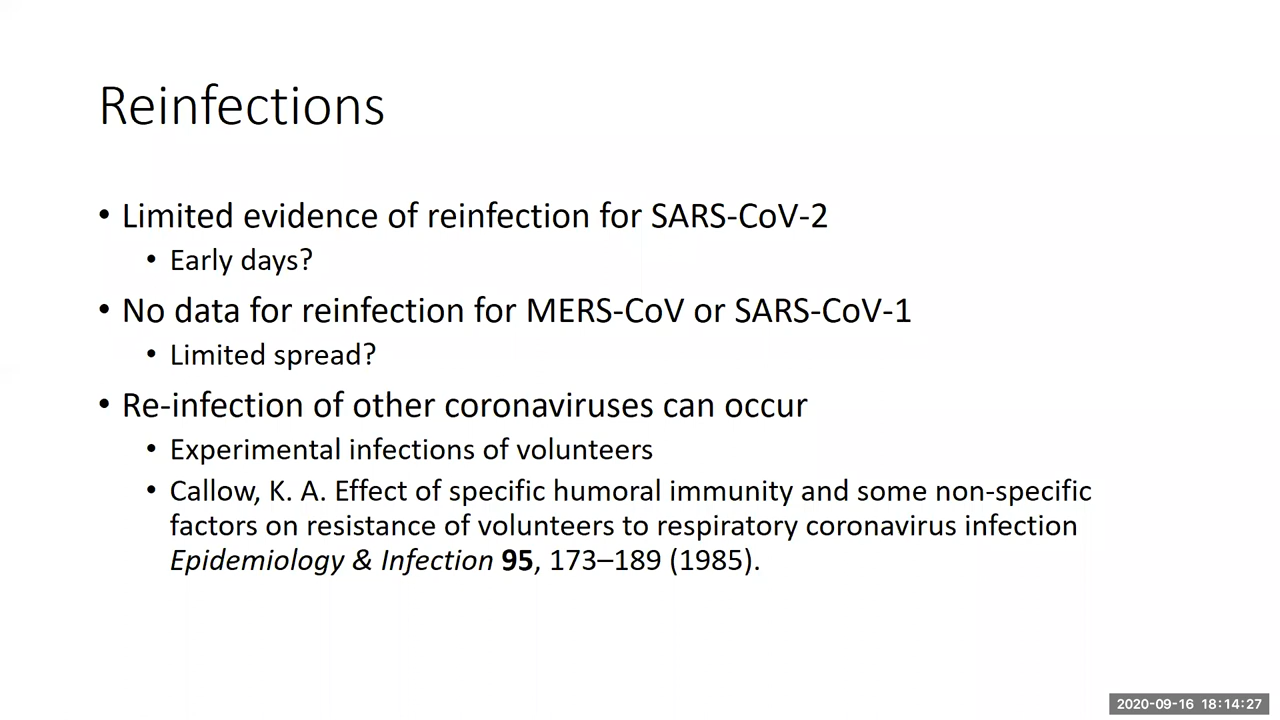 Reinfections
• Limited evidence of reinfection for SARS-CoV-2
• Early days?
• No data for reinfection for MERS-CoV or SARS-CoV-1
• Limited spread?
• Re-infection of other coronaviruses can occur
• Experimental infections of volunteers
• Callow, K. A. Effect of specific humoral immunity and some non-specific
factors on resistance of volunteers to respiratory coronavirus infection
Epidemiology & Infection 95, 173–189 (1985).
2020-09-16 18:14:27